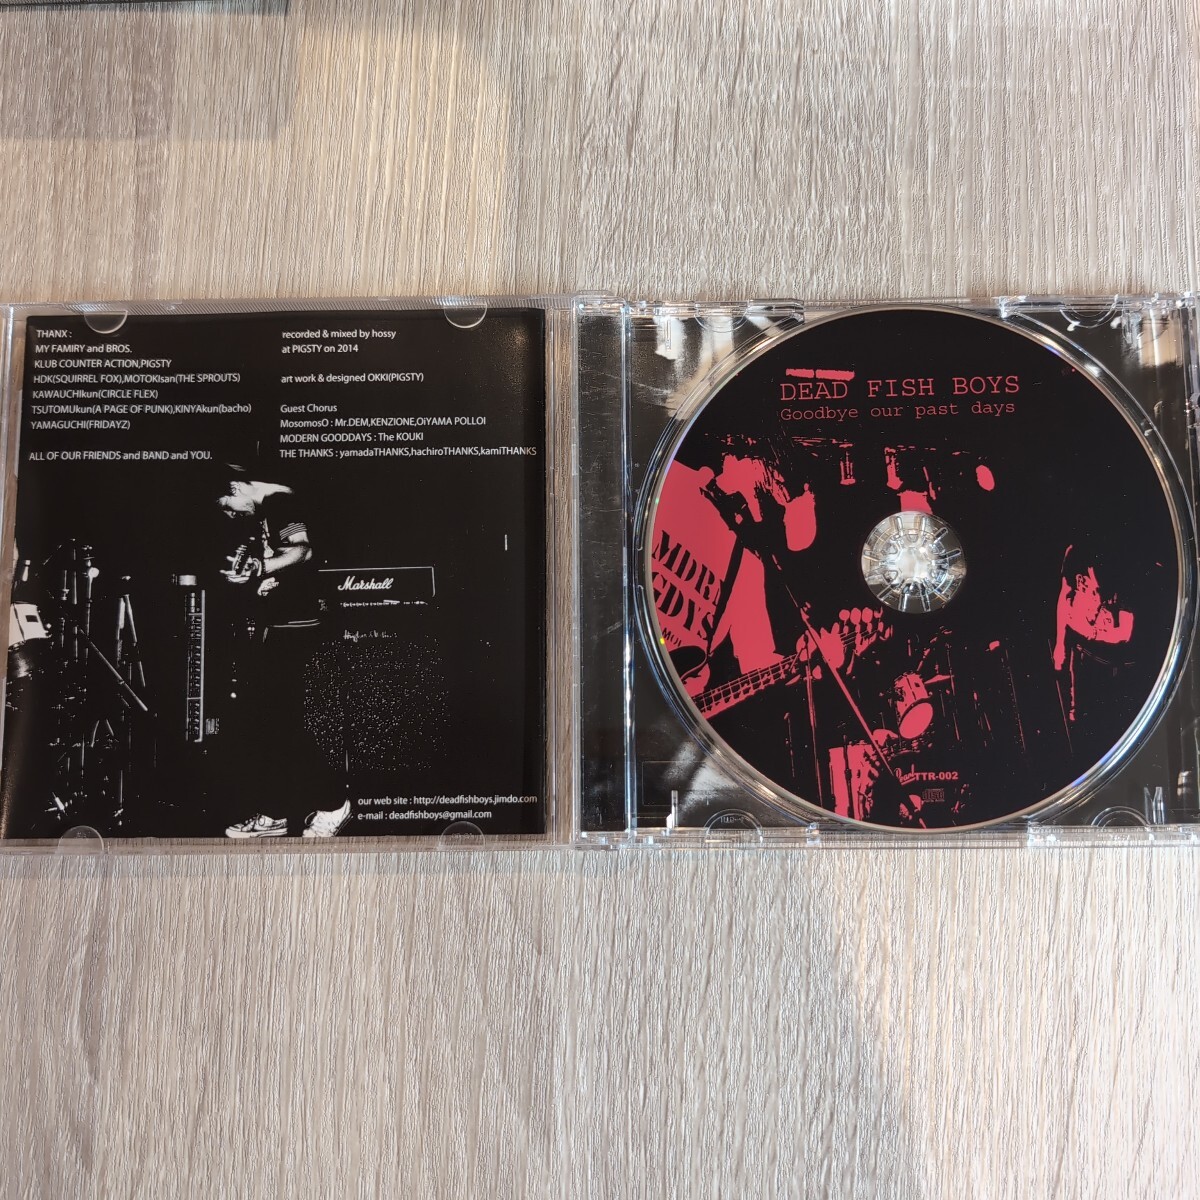 THANX :
MY FAMIRY and BROS.
KLUB COUNTER ACTION,PIGSTY
HDK(SQUIRREL FOX),MOTOKIsan(THE SPROUTS)
KAWAUCHIkun(CIRCLE FLEX)
TSUTOMUkun(A PAGE OF PUNK),KINYAkun(bacho)
YAMAGUCHI(FRIDAYZ)
ALL OF OUR FRIENDS and BAND and YOU.
recorded & mixed by hossy
at PIGSTY on 2014
art work & designed OKKI(PIGSTY)
Guest Chorus
MosomosO : Mr.DEM,KENZIONE,OiYAMA POLLOI
MODERN GOODDAYS : The KOUKI
THE THANKS : yamadaTHANKS,hachiroTHANKS,kamiTHANKS
Marshall
our web site : http://deadfishboys.jimdo.com
e-mail : deadfishboys@gmail.com
DEAD FISH BOYS
Goodbye our past days
MDRN
GDYS
Pearl
TTR-002